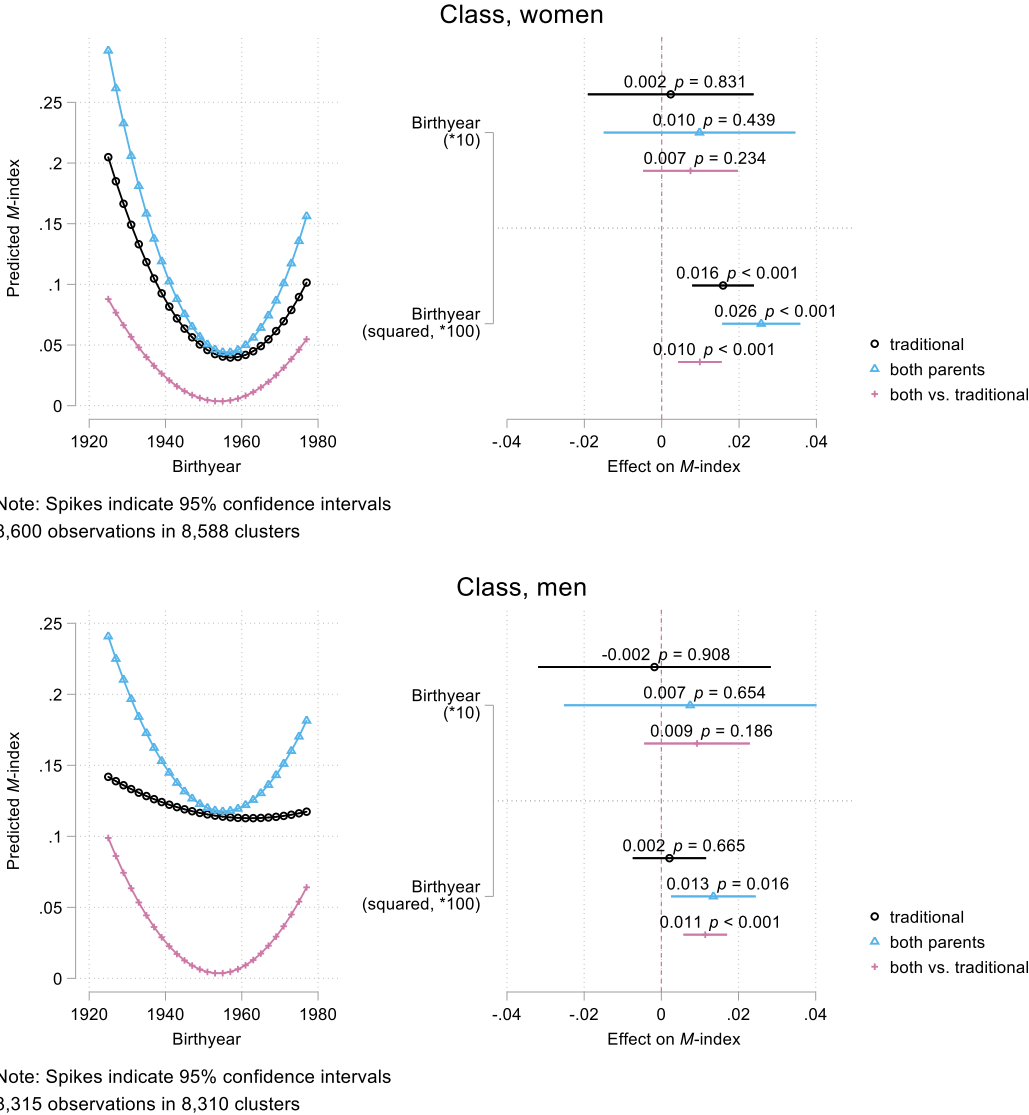 Class, women
Predicted M-index
.25
.2
.15
.1
.05
0
1920 1940 1960 1980
Birthyear
Birthyear
(*10)
Birthyear
(squared, *100)
0.002 p = 0.831
0.010 p = 0.439
0.007 p = 0.234
0.016 p < 0.001
0.026 p < 0.001
0.010 p < 0.001
-.04 -.02 0 .02 .04
Effect on M-index
traditional
both parents
both vs. traditional
Note: Spikes indicate 95% confidence intervals
8,600 observations in 8,588 clusters
Class, men
Predicted M-index
.25
.2
.15
.1
.05
0
1920 1940 1960 1980
Birthyear
Birthyear
(*10)
Birthyear
(squared, *100)
-0.002 p = 0.908
0.007 p = 0.654
0.009 p = 0.186
0.002 p = 0.665
0.013 p = 0.016
0.011 p < 0.001
-.04 -.02 0 .02 .04
Effect on M-index
traditional
both parents
both vs. traditional
Note: Spikes indicate 95% confidence intervals
8,315 observations in 8,310 clusters